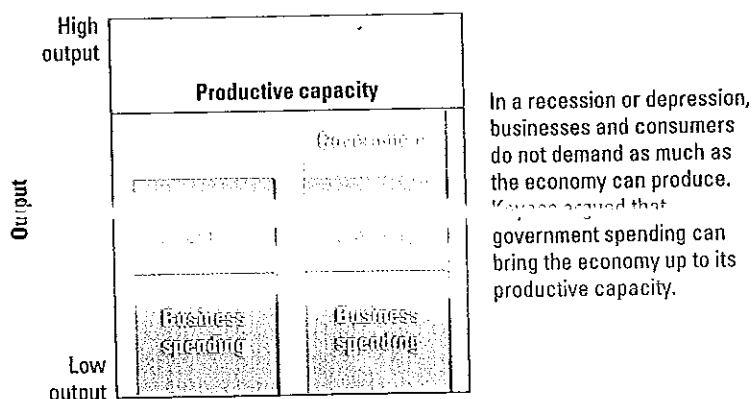 High
output
Productive capacity
Output
Business
spending
Business
spending
Low
output
In a recession or depression,
businesses and consumers
do not demand as much as
the economy can produce.
argued that
government spending can
bring the economy up to its
productive capacity.